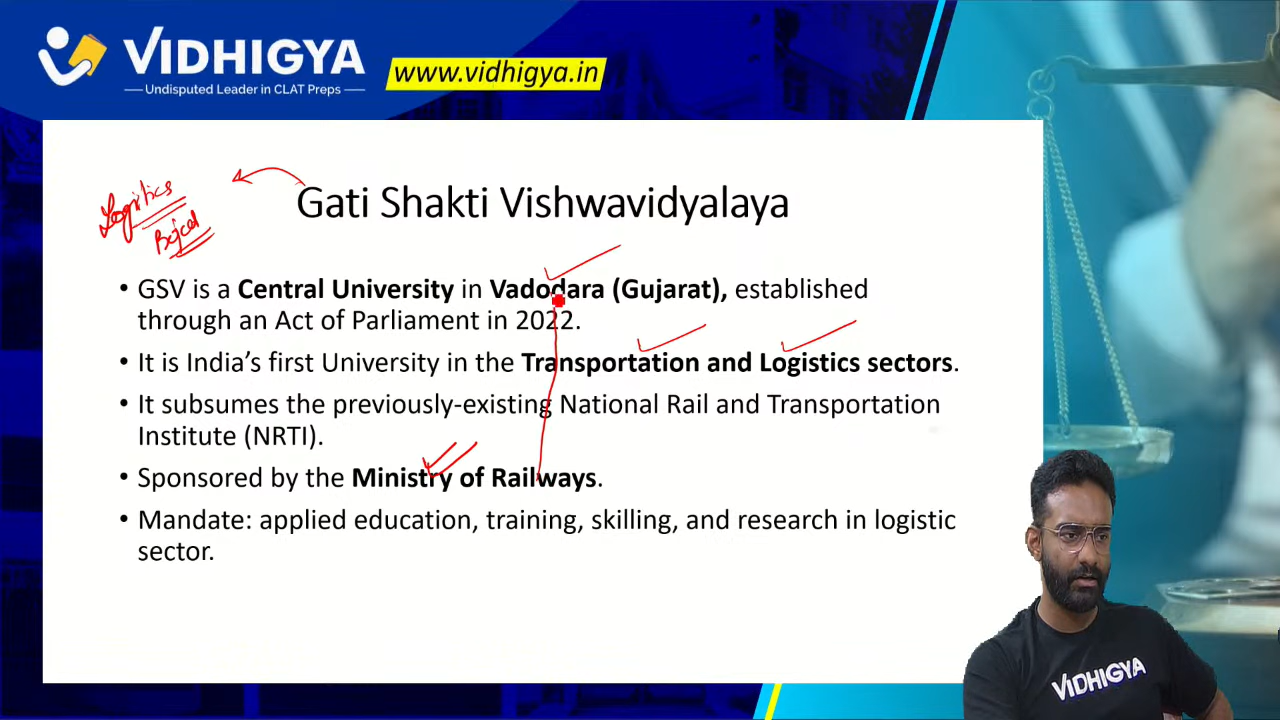 VIDHIGYA
Undisputed Leader in CLAT Preps
www.vidhigya.in
Logistics
Gati Shakti Vishwavidyalaya
• GSV is a Central University in Vadodara (Gujarat), established
through an Act of Parliament in 2022.
• It is India's first University in the Transportation and Logistics sectors.
• It subsumes the previously-existing National Rail and Transportation
Institute (NRTI).
• Sponsored by the Ministry of Railways.
• Mandate: applied education, training, skilling, and research in logistic
sector.
VIDHIGYA